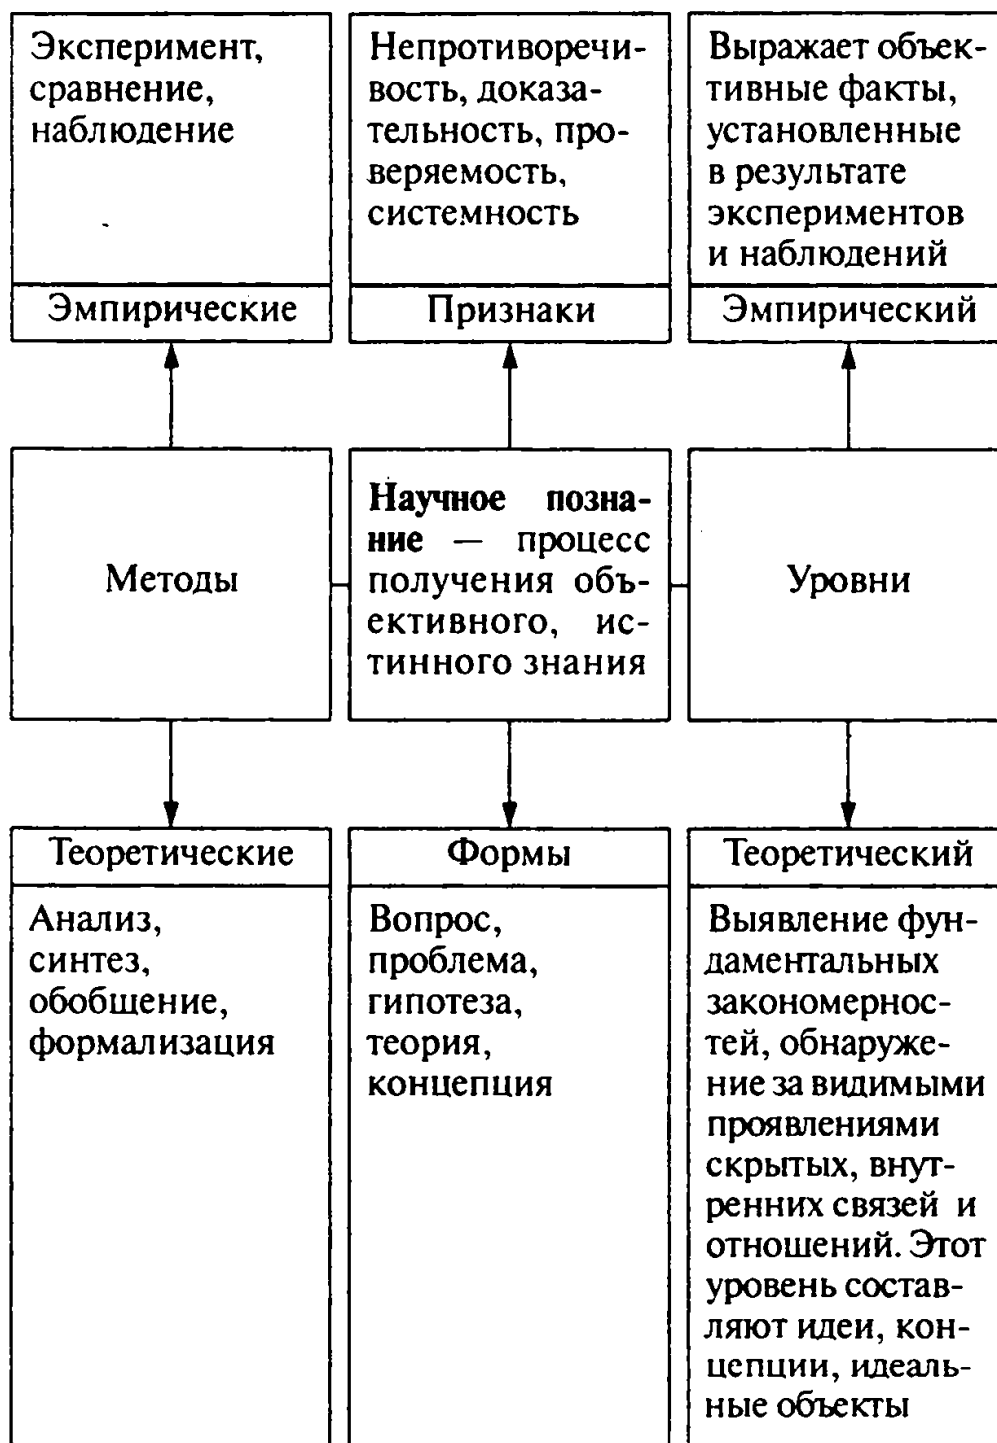 Эксперимент,
сравнение,
наблюдение
Эмпирические
Непротиворечи-
вость, доказа-
тельность, про-
веряемость,
системность
Признаки
Выражает объек-
тивные факты,
установленные
в результате
экспериментов
и наблюдений
Эмпирический
Методы
Научное позна-
ние — процесс
получения объ-
ективного, ис-
тинного знания
Уровни
Теоретические
Анализ,
синтез,
обобщение,
формализация
Формы
Вопрос,
проблема,
гипотеза,
теория,
концепция
Теоретический
Выявление фун-
даментальных
закономернос-
тей, обнаруже-
ние за видимыми
проявлениями
скрытых, внут-
ренних связей и
отношений. Этот
уровень состав-
ляют идеи, кон-
цепции, идеаль-
ные объекты